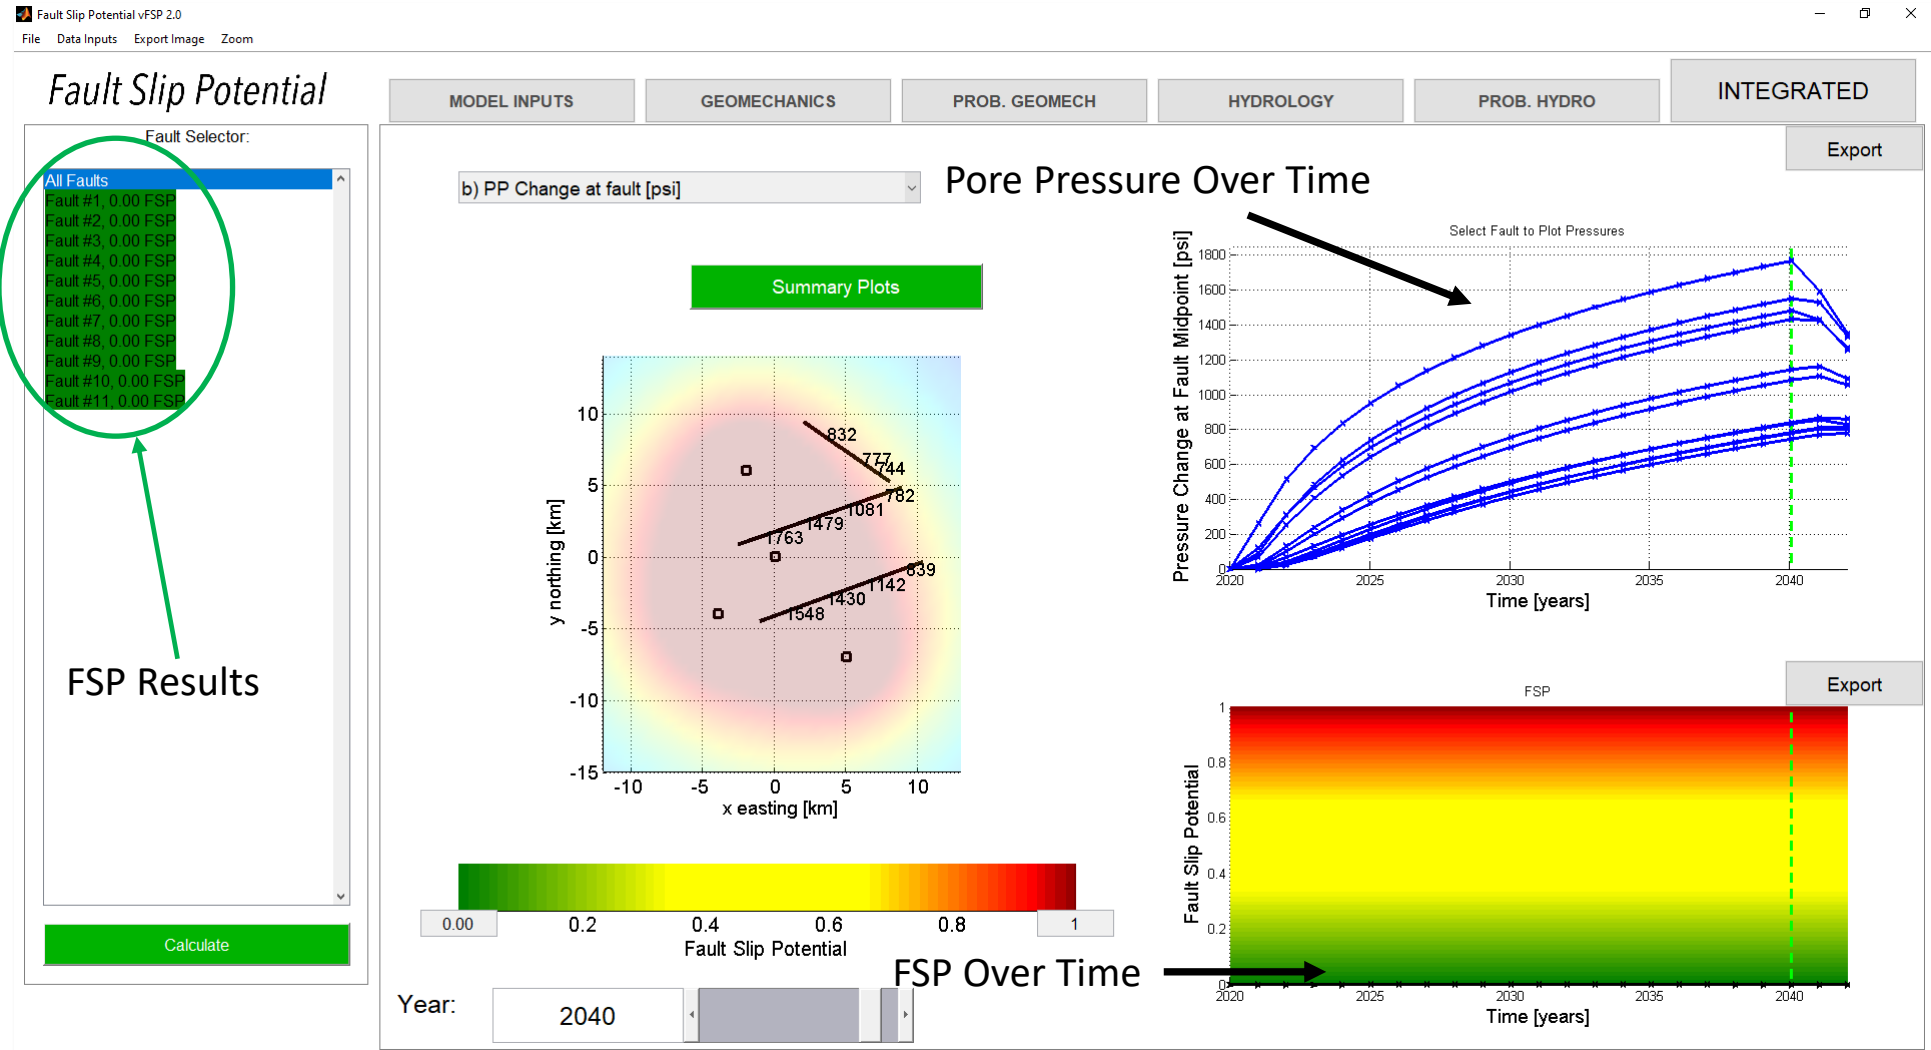 Fault Slip Potential vFSP 2.0
File Data Inputs Export Image Zoom
Fault Slip Potential
MODEL INPUTS
GEOMECHANICS
PROB. GEOMECH
HYDROLOGY
PROB. HYDRO
INTEGRATED
Fault Selector:
All Faults
Fault #1, 0.00 FSP
Fault #2, 0.00 FSP
Fault #3, 0.00 FSP
Fault #4, 0.00 FSP
Fault #5, 0.00 FSP
Fault #6, 0.00 FSP
Fault #7, 0.00 FSP
Fault #8, 0.00 FSP
Fault #9, 0.00 FSP
Fault #10, 0.00 FSP
Fault #11, 0.00 FSP
FSP Results
Calculate
b) PP Change at fault [psi]
Summary Plots
832
777
744
782
1081
1479
1763
839
1142
1430
1548
10
5
0
-5
-10
-15
y northing [km]
-10 -5 0 5 10
x easting [km]
0.00 0.2 0.4 0.6 0.8 1
Fault Slip Potential
Year:
2040
Export
Pore Pressure Over Time
Select Fault to Plot Pressures
Pressure Change at Fault Midpoint [psi]
1800
1600
1400
1200
1000
800
600
400
200
0
2020 2025 2030 2035 2040
Time [years]
Export
FSP
Fault Slip Potential
1
0.8
0.6
0.4
0.2
0
2020 2025 2030 2035 2040
Time [years]
FSP Over Time